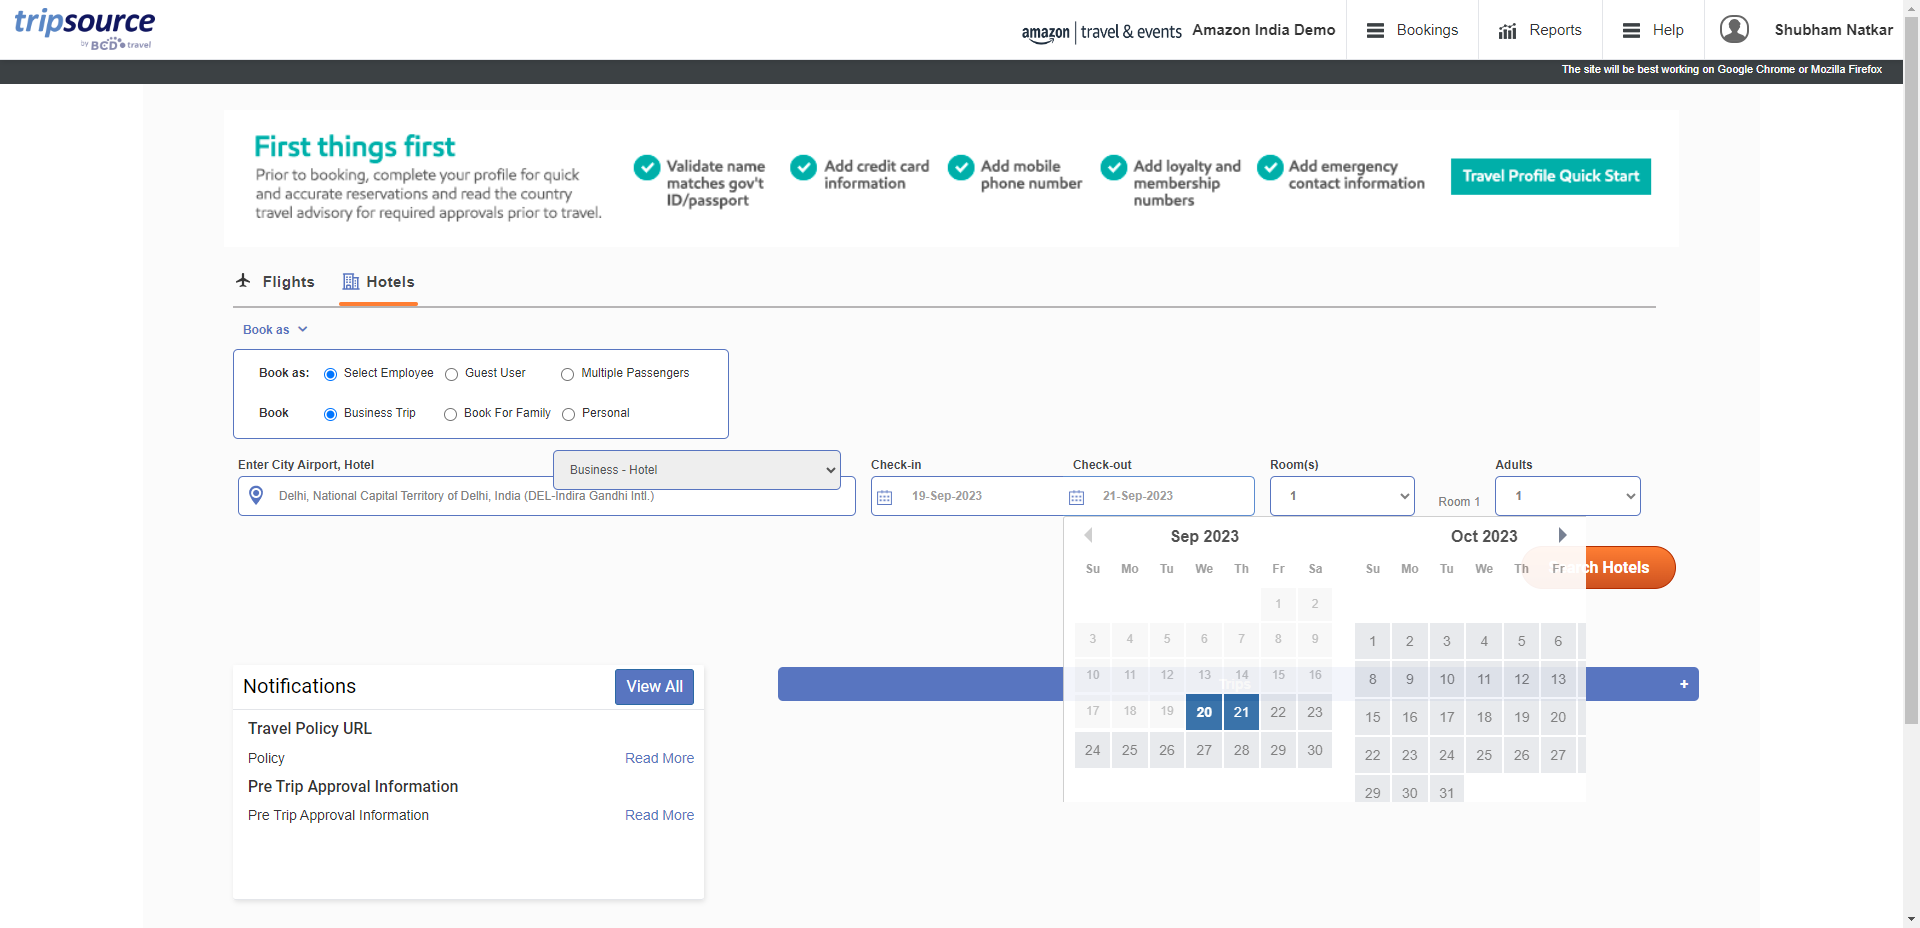 tripsource
by BCD travel
amazon travel & events Amazon India Demo
Bookings
Reports
Help
Shubham Natkar
The site will be best working on Google Chrome or Mozilla Firefox
First things first
Prior to booking, complete your profile for quick
and accurate reservations and read the country
travel advisory for required approvals prior to travel.
Validate name
matches gov't
ID/passport
Add credit card
information
Add mobile
phone number
Add loyalty and
membership
numbers
Add emergency
contact information
Travel Profile Quick Start
Flights
Hotels
Book as
Book as: Select Employee Guest User Multiple Passengers
Book Business Trip Book For Family Personal
Enter City Airport, Hotel
Business - Hotel
Delhi, National Capital Territory of Delhi, India (DEL-Indira Gandhi Intl.)
Check-in
19-Sep-2023
Check-out
21-Sep-2023
Room(s)
1
Room 1
Adults
1
Sep 2023
Su Mo Tu We Th Fr Sa
1 2
3 4 5 6 7 8 9
10 11 12 13 14 15 16
17 18 19 20 21 22 23
24 25 26 27 28 29 30
Oct 2023
Su Mo Tu We Th Fr
1 2 3 4 5 6
8 9 10 11 12 13
15 16 17 18 19 20
22 23 24 25 26 27
29 30 31
Search Hotels
Trips
+
Notifications
View All
Travel Policy URL
Policy Read More
Pre Trip Approval Information
Pre Trip Approval Information Read More